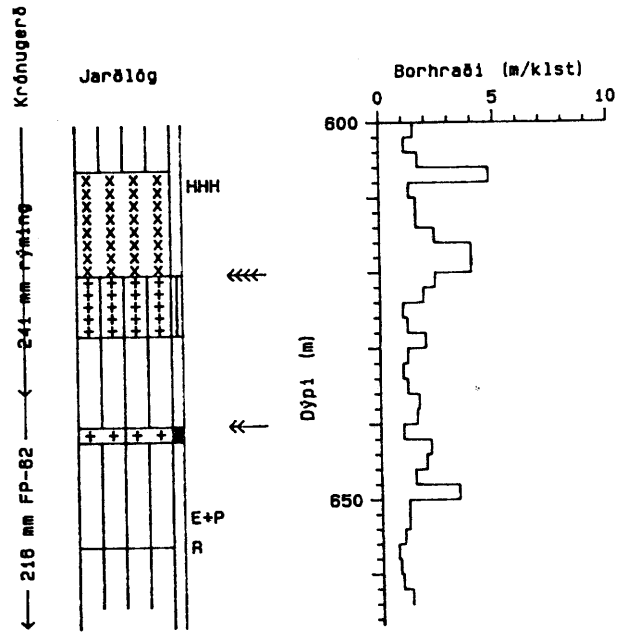 Krónugerð
Jarðlög
Borhraði (m/klst)
0 5 10
600
HHH
241 mm rýming
Dýpi (m)
650
216 mm FP-62
E+P
R